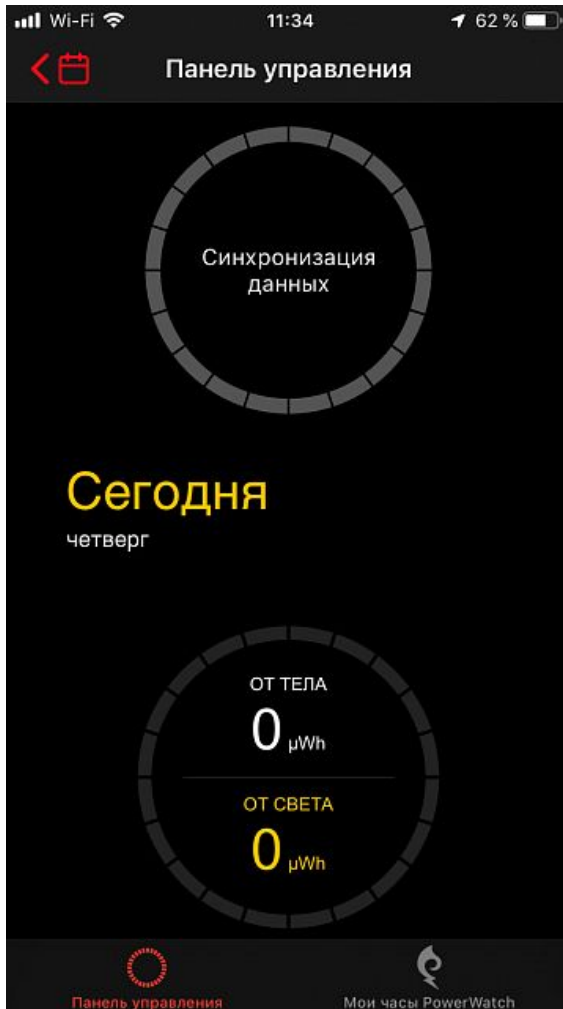 Wi-Fi 11:34 62 %
Панель управления
Синхронизация
данных
Сегодня
четверг
ОТ ТЕЛА
0 µWh
ОТ СВЕТА
0 µWh
Панель управления Мои часы PowerWatch